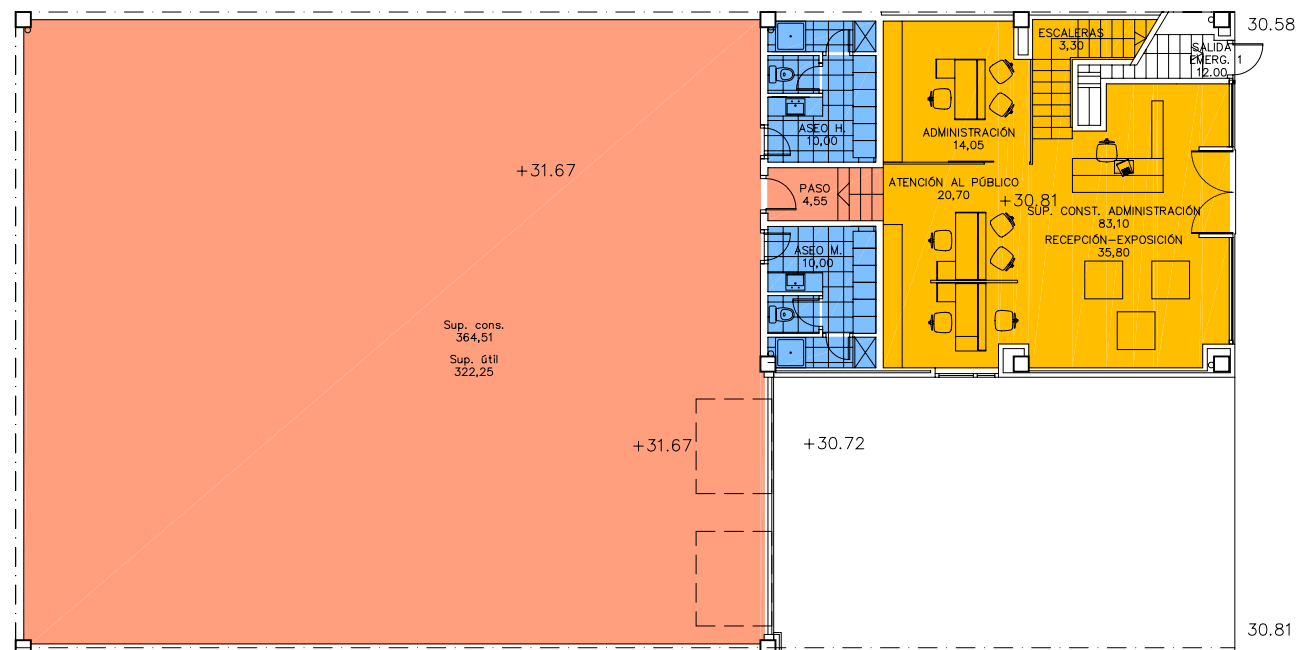 30.58
ESCALERAS
3,30
SALIDA
EMERG. 1
12.00
ASEO H.
10,00
ADMINISTRACIÓN
14,05
+31.67
PASO
4,55
ATENCIÓN AL PÚBLICO
20,70
+30.81
SUP. CONST. ADMINISTRACIÓN
83,10
RECEPCIÓN-EXPOSICIÓN
35,80
ASEO M.
10,00
Sup. cons.
364,51
Sup. útil
322,25
+31.67
+30.72
30.81